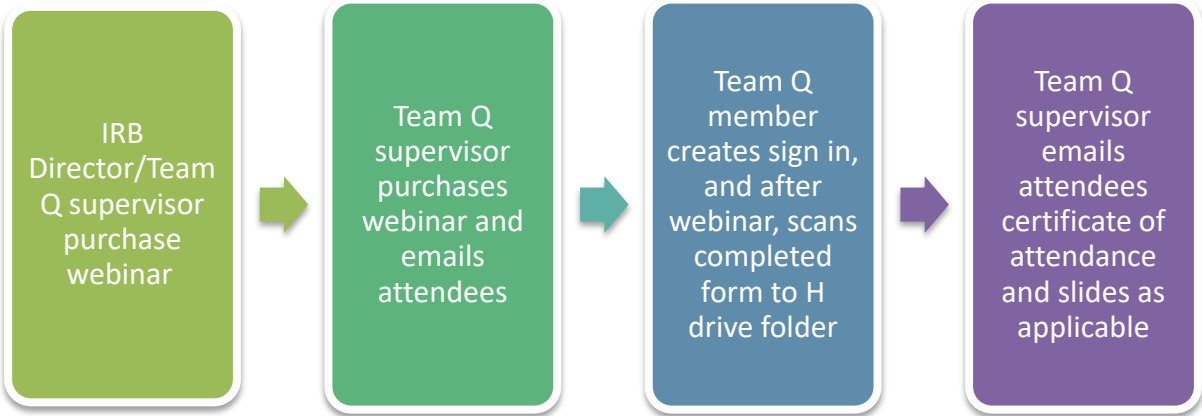 IRB
Director/Team
Q supervisor
purchase
webinar
Team Q
supervisor
purchases
webinar and
emails
attendees
Team Q
member
creates sign in,
and after
webinar, scans
completed
form to H
drive folder
Team Q
supervisor
emails
attendees
certificate of
attendance
and slides as
applicable